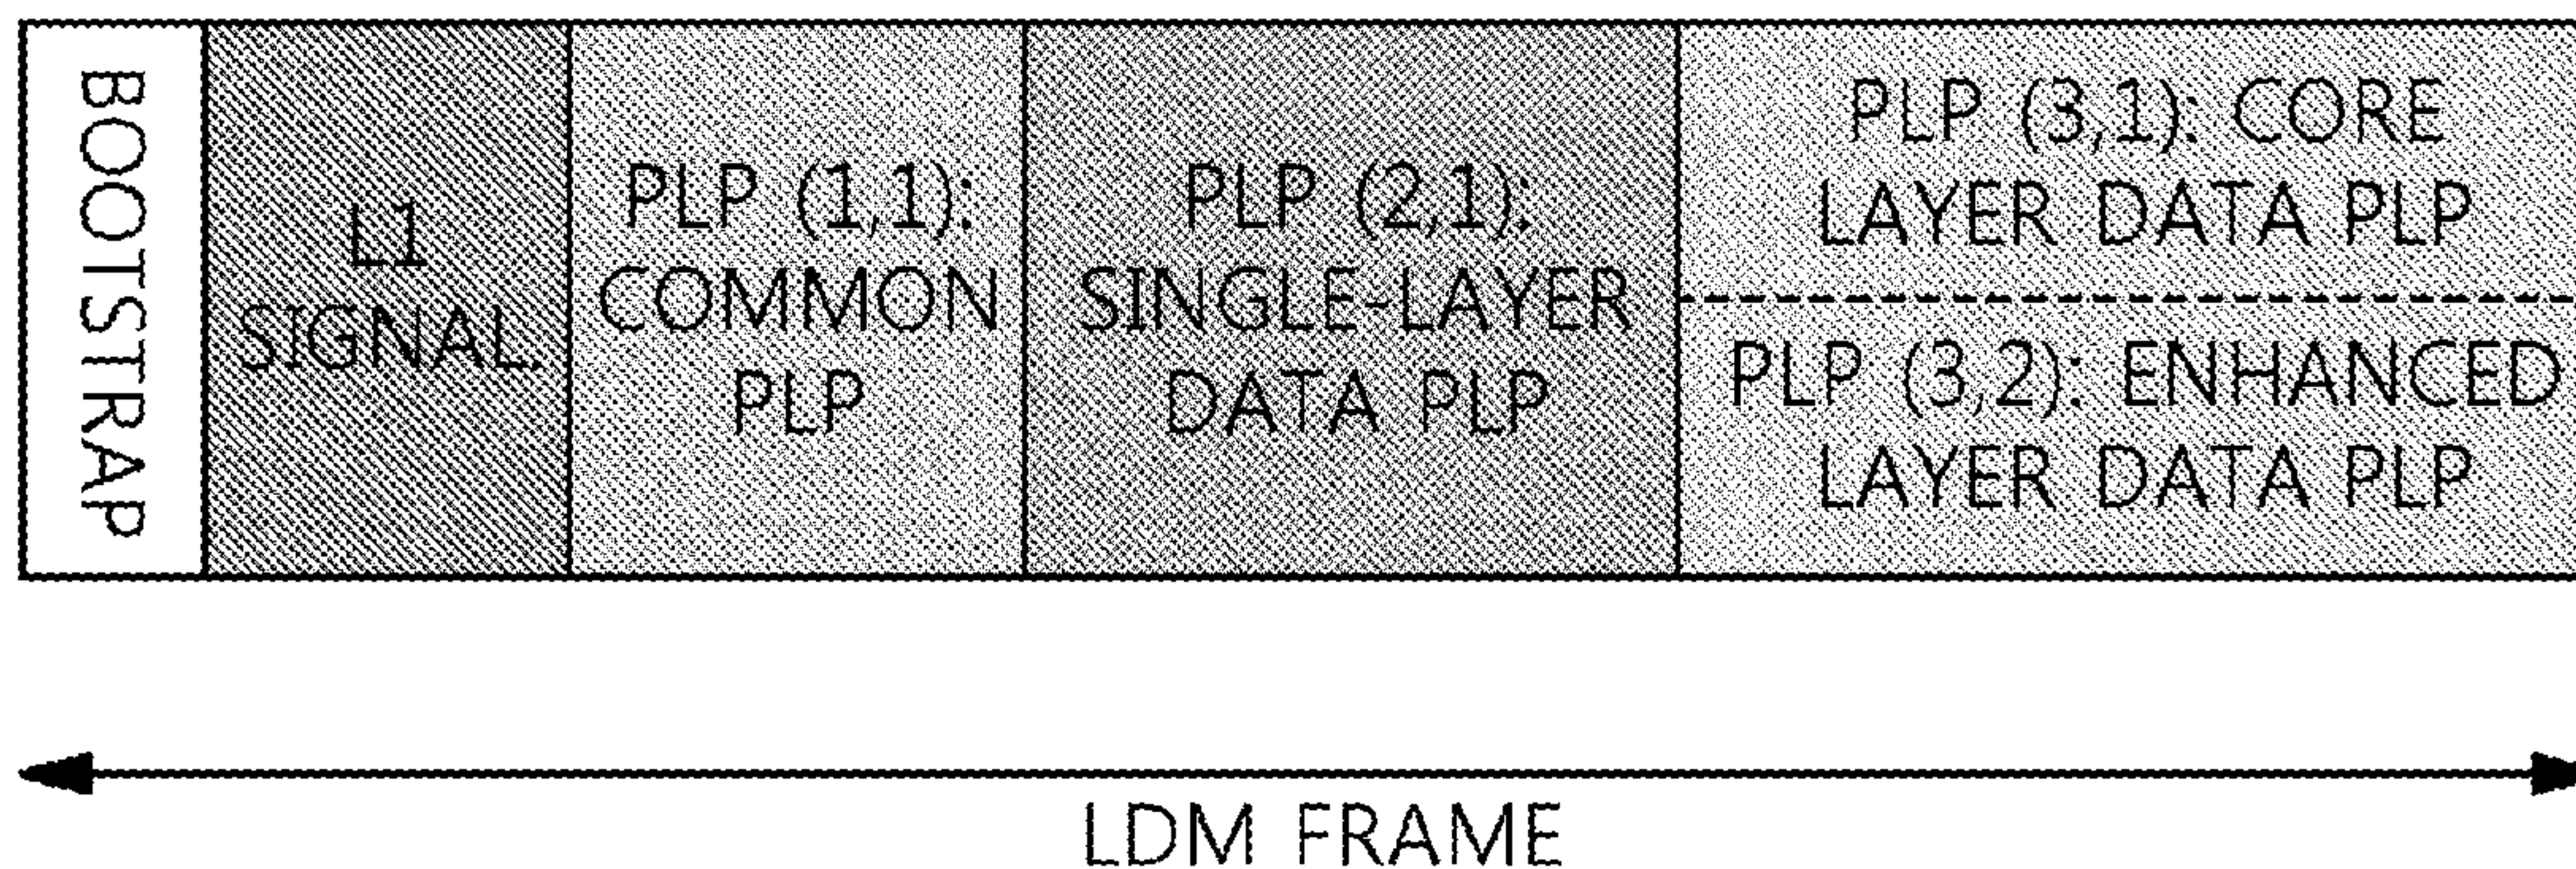 BOOTSTRAP
L1
SIGNAL.
PLP (1,1):
COMMON
PLP
PLP (2,1):
SINGLE-LAYER
DATA PLP
PLP (3,1): CORE
LAYER DATA PLP
PLP (3,2): ENHANCED
LAYER DATA PLP
LDM FRAME